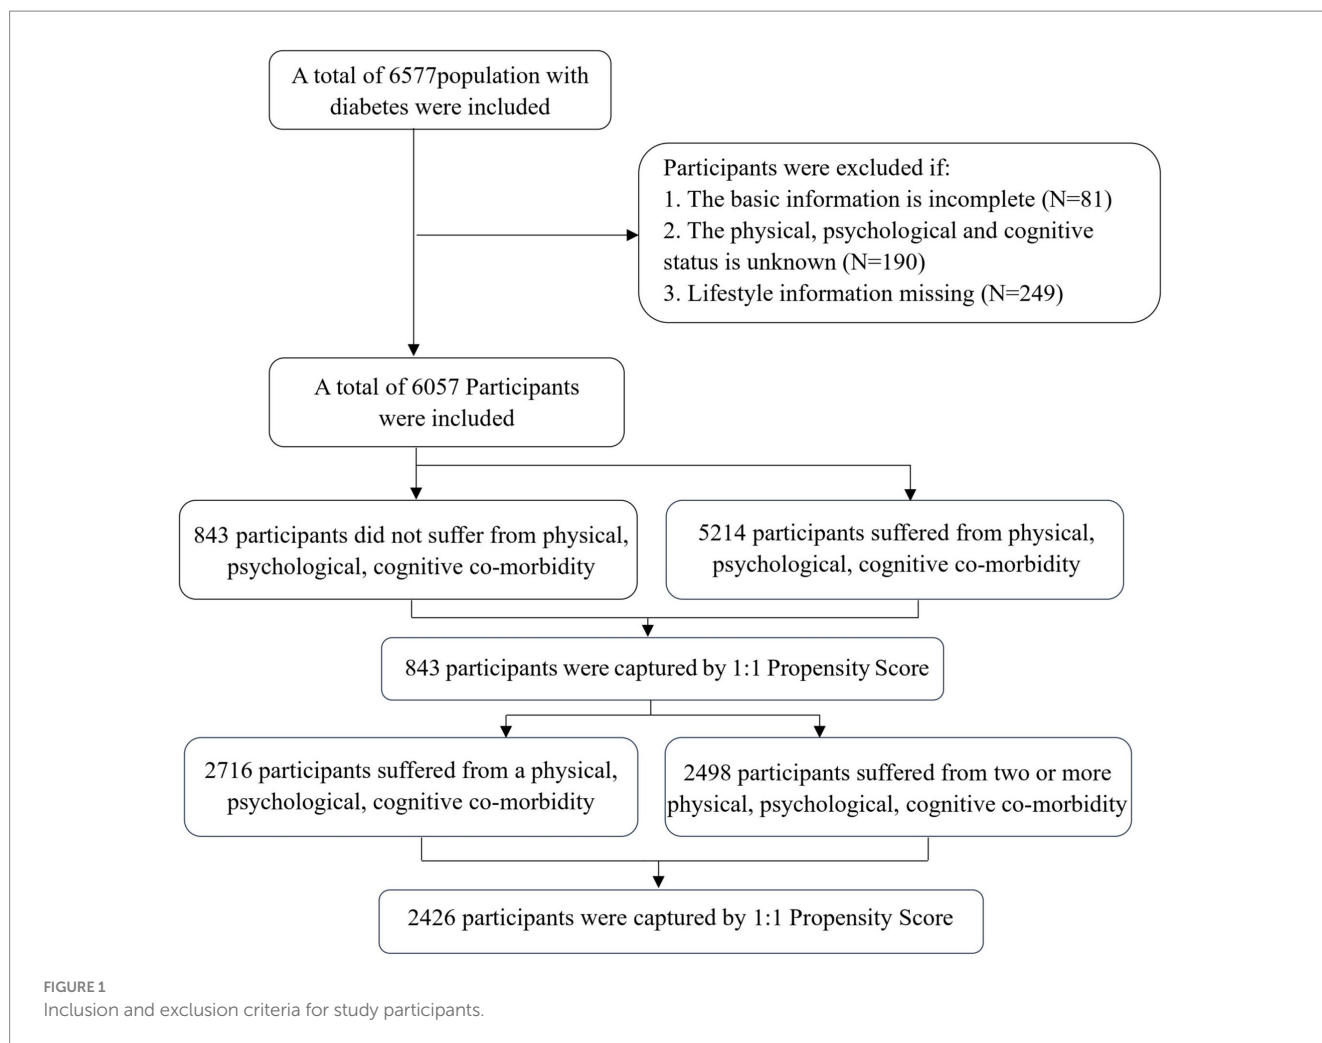 A total of 6577population with
diabetes were included
Participants were excluded if:
1. The basic information is incomplete (N=81)
2. The physical, psychological and cognitive
status is unknown (N=190)
3. Lifestyle information missing (N=249)
A total of 6057 Participants
were included
843 participants did not suffer from physical,
psychological, cognitive co-morbidity
5214 participants suffered from physical,
psychological, cognitive co-morbidity
843 participants were captured by 1:1 Propensity Score
2716 participants suffered from a physical,
psychological, cognitive co-morbidity
2498 participants suffered from two or more
physical, psychological, cognitive co-morbidity
2426 participants were captured by 1:1 Propensity Score
FIGURE 1
Inclusion and exclusion criteria for study participants.